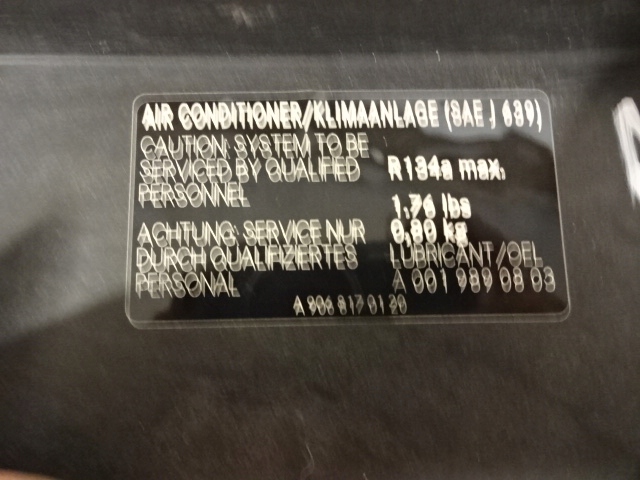 AIR CONDITIONER/KLIMAANLAGE (SAE J 639)
CAUTION: SYSTEM TO BE
SERVICED BY QUALIFIED
PERSONNEL
R134a max.
1,76 lbs
0,80 kg
ACHTUNG: SERVICE NUR
DURCH QUALIFIZIERTES
PERSONAL
LUBRICANT/OEL
A 001 989 08 03
A 906 817 01 20